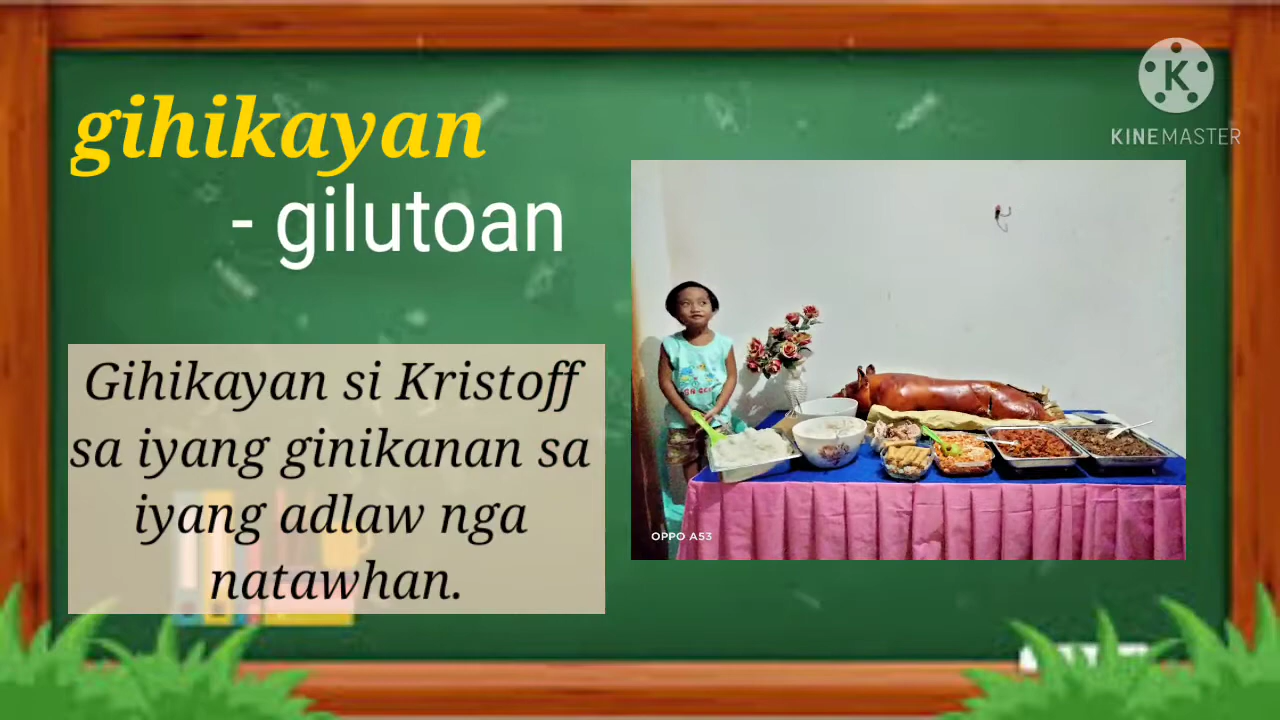 gihikayan
- gilutoan
Gihikayan si Kristoff
sa iyang ginikanan sa
iyang adlaw nga
natawhan.
K
KINEMASTER
OPPO A53